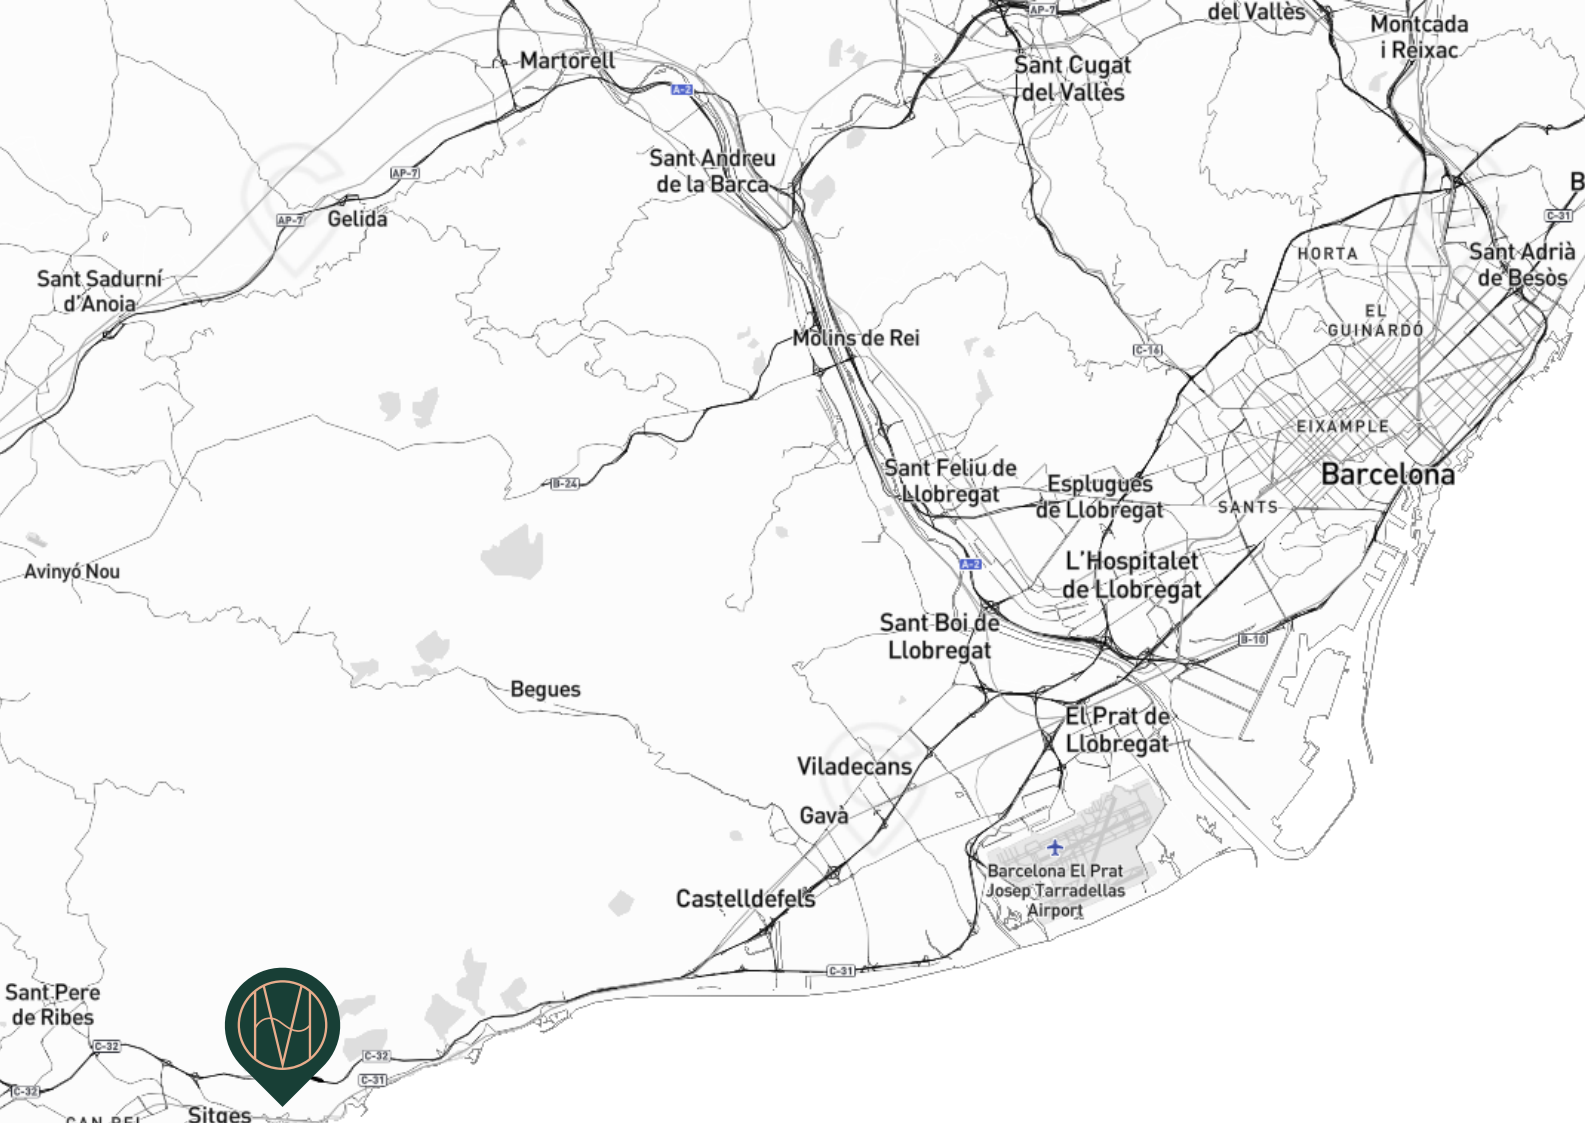 AP-7
del Vallès
Montcada
i Reixac
Martorell
Sant Cugat
del Vallès
A-2
Sant Andreu
de la Barca
AP-7
B
AP-7
Gelida
C-31
HORTA
Sant Adrià
de Besòs
Sant Sadurní
d'Anoia
EL
GUINARDÓ
Molins de Rei
C-16
EIXAMPLE
Sant Feliu de
Llobregat
Barcelona
B-24
Esplugues
de Llobregat
SANTS
Avinyó Nou
A-2
L'Hospitalet
de Llobregat
Sant Boi de
Llobregat
B-10
Begues
El Prat de
Llobregat
Viladecans
Gavà
Barcelona El Prat
Josep Tarradellas
Airport
Castelldefels
C-31
Sant Pere
de Ribes
C-32
C-32
C-31
C-32
Sitges
CAN BEL